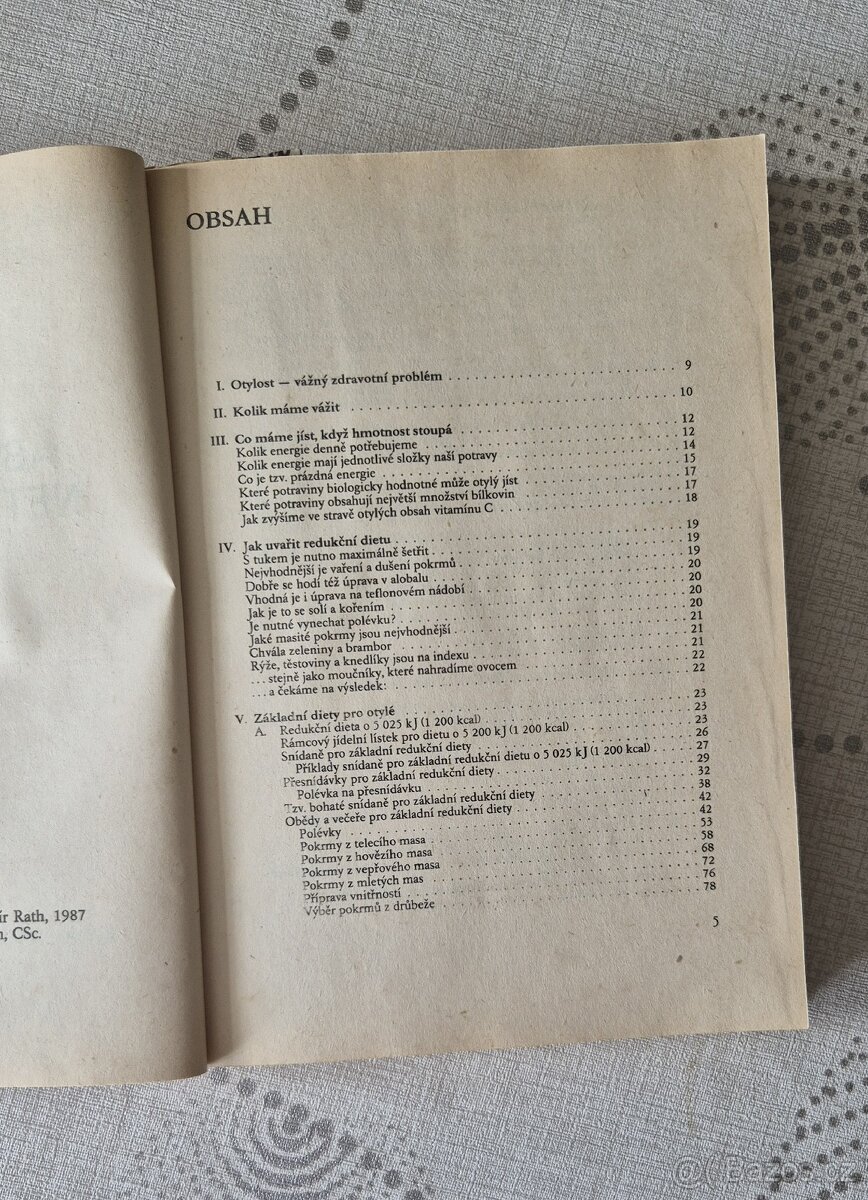 OBSAH
I. Otylost — vážný zdravotní problém . . . . . . . . . . 9
II. Kolik máme vážit . . . . . . . . . . 10
III. Co máme jíst, když hmotnost stoupá . . . . . . . . . . 12
Kolik energie denně potřebujeme . . . . . . . . . . 12
Kolik energie mají jednotlivé složky naší potravy . . . . . . . . . . 14
Co je tzv. prázdná energie . . . . . . . . . . 15
Které potraviny biologicky hodnotné může otylý jíst . . . . . . . . . . 17
Které potraviny obsahují největší množství bílkovin . . . . . . . . . . 17
Jak zvýšíme ve stravě otylých obsah vitamínu C . . . . . . . . . . 18
IV. Jak uvařit redukční dietu . . . . . . . . . . 19
S tukem je nutno maximálně šetřit . . . . . . . . . . 19
Nejvhodnější je vaření a dušení pokrmů . . . . . . . . . . 19
Dobře se hodí též úprava v alobalu . . . . . . . . . . 20
Vhodná je i úprava na teflonovém nádobí . . . . . . . . . . 20
Jak je to se solí a kořením . . . . . . . . . . 20
Je nutné vynechat polévku? . . . . . . . . . . 20
Jaké masité pokrmy jsou nejvhodnější . . . . . . . . . . 21
Chvála zeleniny a brambor . . . . . . . . . . 21
Rýže, těstoviny a knedlíky jsou na indexu . . . . . . . . . . 21
. . . stejně jako moučníky, které nahradíme ovocem . . . . . . . . . . 22
. . . a čekáme na výsledek: . . . . . . . . . . 22
V. Základní diety pro otylé . . . . . . . . . . 23
A. Redukční dieta o 5 025 kJ (1 200 kcal) . . . . . . . . . . 23
Rámcový jídelní lístek pro dietu o 5 200 kJ (1 200 kcal) . . . . . . . . . . 23
Snídaně pro základní redukční diety . . . . . . . . . . 26
Příklady snídaně pro základní redukční dietu o 5 025 kJ (1 200 kcal) . . . . . . . . . . 27
Přesnídávky pro základní redukční diety . . . . . . . . . . 29
Polévka na přesnídávku . . . . . . . . . . 32
Tzv. bohaté snídaně pro základní redukční diety . . . . . . . . . . 38
Obědy a večeře pro základní redukční diety . . . . . . . . . . 42
Polévky . . . . . . . . . . 42
Pokrmy z telecího masa . . . . . . . . . . 53
Pokrmy z hovězího masa . . . . . . . . . . 58
Pokrmy z vepřového masa . . . . . . . . . . 68
Pokrmy z mletých mas . . . . . . . . . . 72
Příprava vnitřností . . . . . . . . . . 76
Výběr pokrmů z drůbeže . . . . . . . . . . 78
5
ír Rath, 1987
, CSc.
@ Bazos.cz